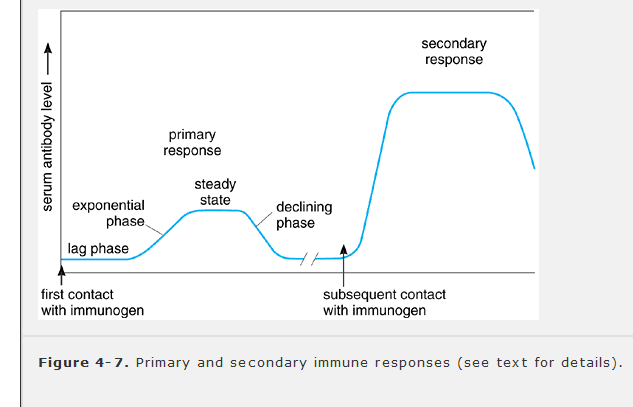 serum antibody level
secondary
response
primary
response
steady
state
exponential
phase
declining
phase
lag phase
first contact
with immunogen
subsequent contact
with immunogen
Figure 4-7. Primary and secondary immune responses (see text for details).